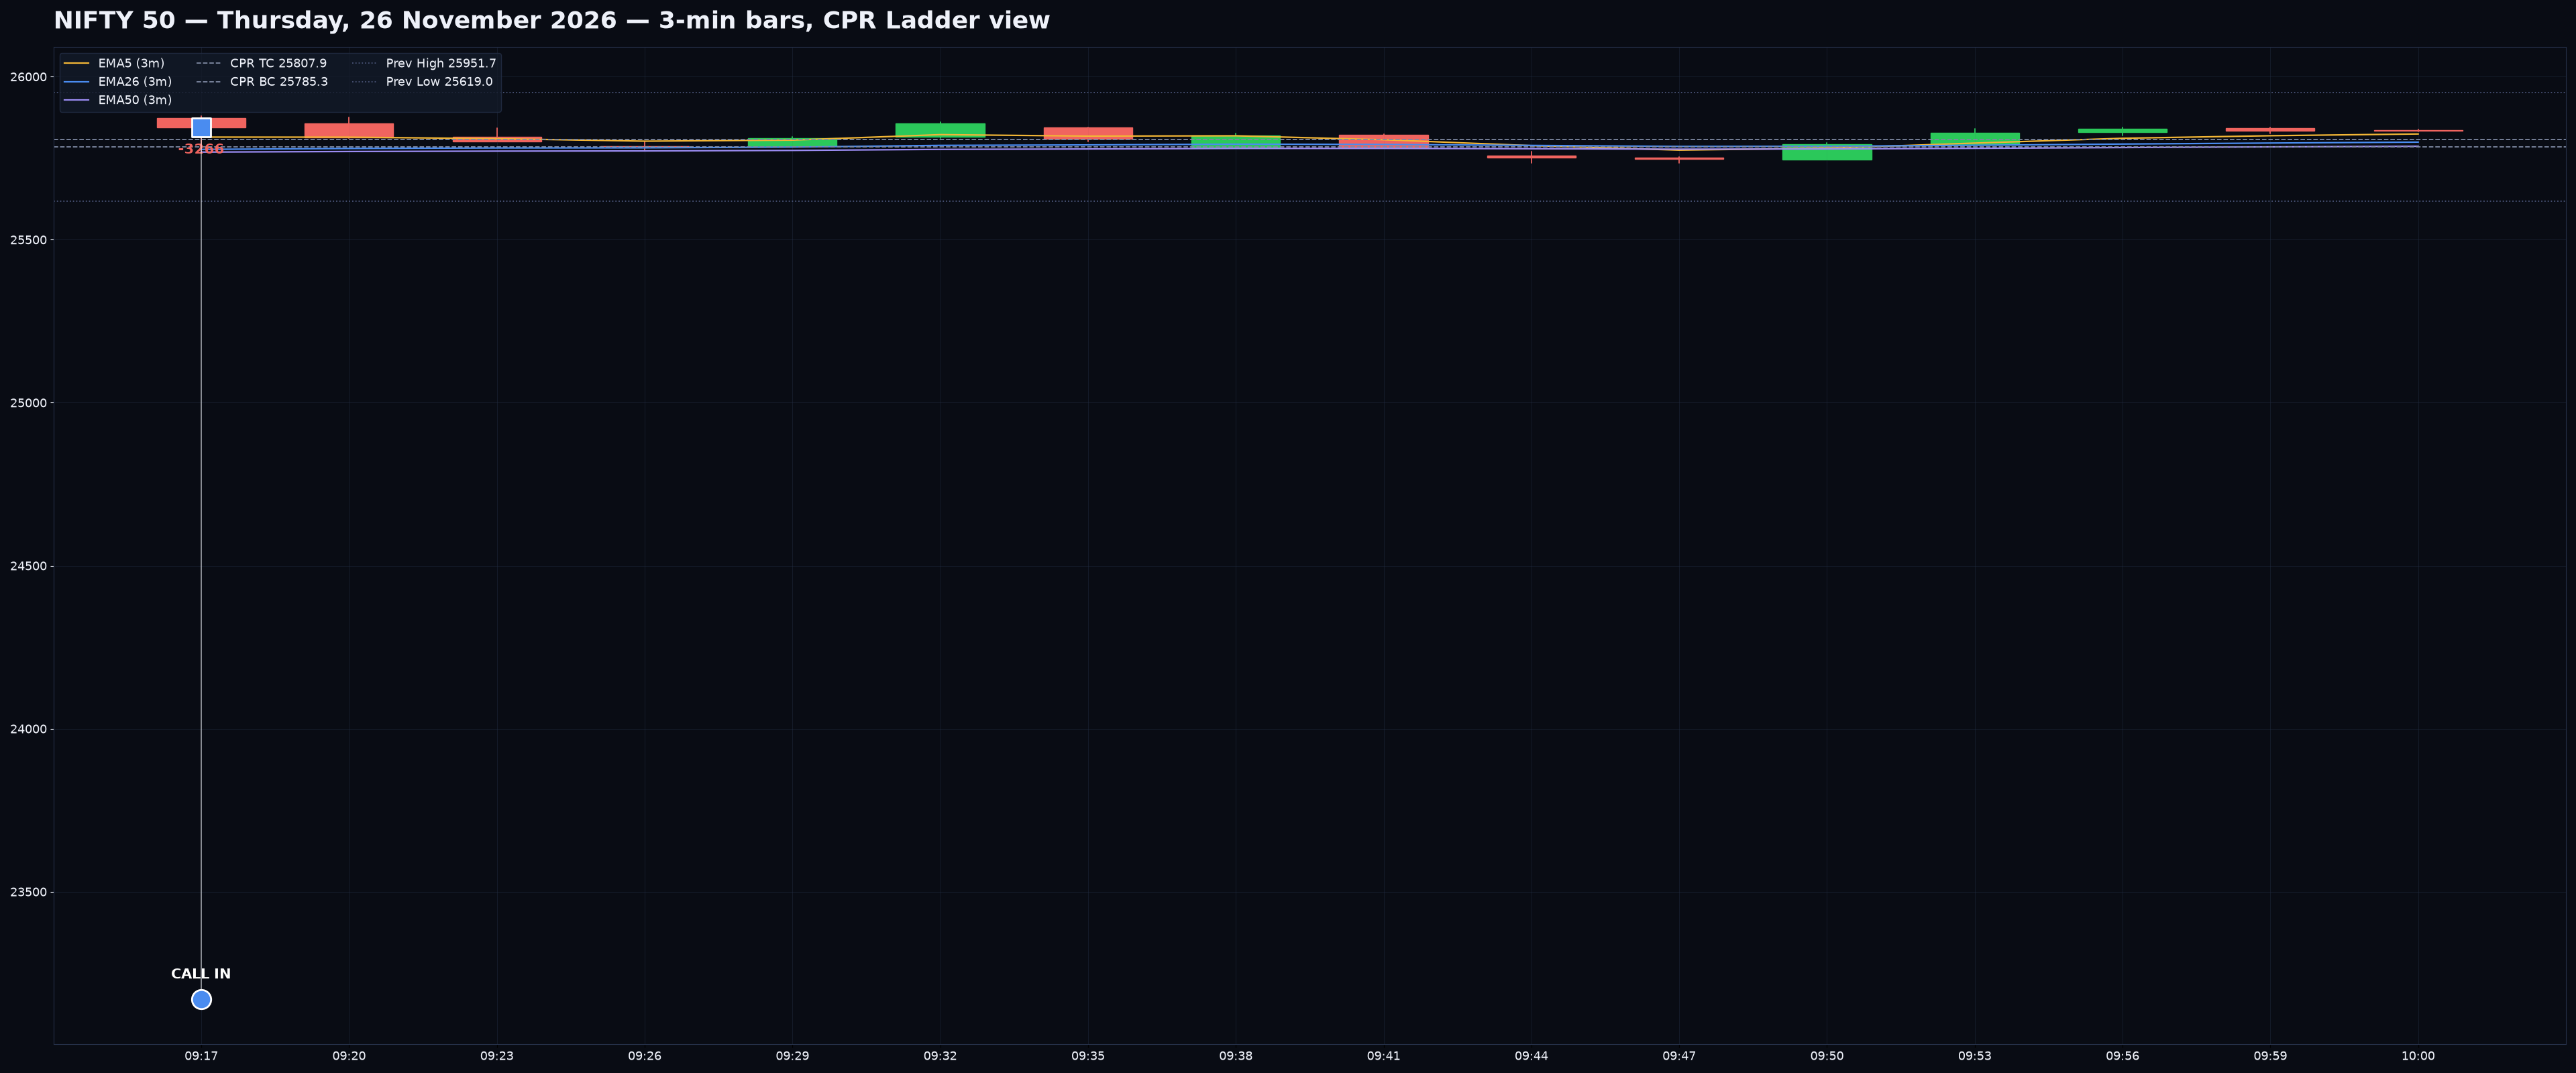 NIFTY 50 — Thursday, 26 November 2026 — 3-min bars, CPR Ladder view
EMA5 (3m) CPR TC 25807.9 Prev High 25951.7
EMA26 (3m) CPR BC 25785.3 Prev Low 25619.0
EMA50 (3m)
26000
-3266
25500
25000
24500
24000
23500
CALL IN
09:17 09:20 09:23 09:26 09:29 09:32 09:35 09:38 09:41 09:44 09:47 09:50 09:53 09:56 09:59 10:00